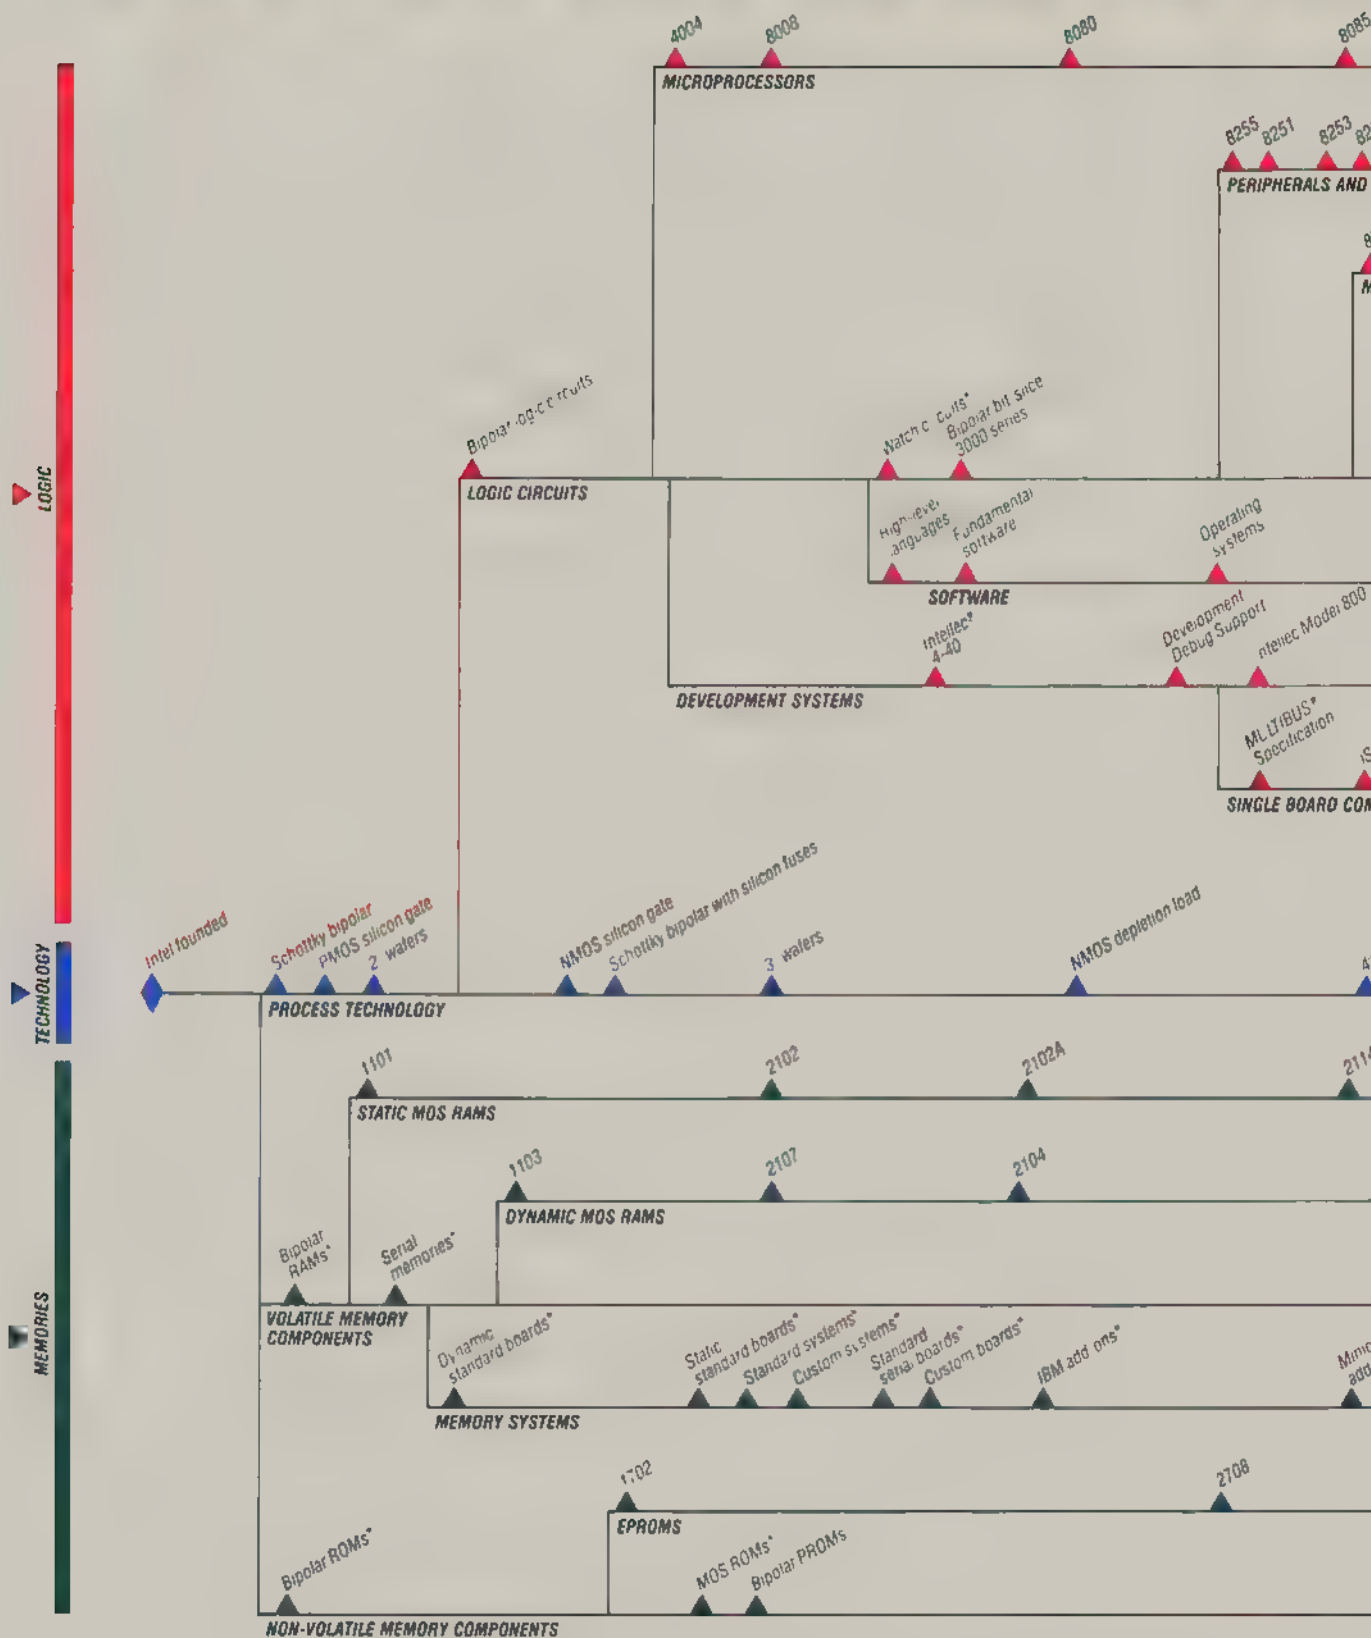 4004
8008
8080
8085
MICROPROCESSORS
8255
8251
8253
PERIPHERALS AND
Bipolar logic circuits
Watch circuits*
Bipolar bit slice
3000 series
LOGIC CIRCUITS
High-level
languages
Fundamental
software
Operating
systems
SOFTWARE
Intellec®
4-40
Development
Debug Support
Intellec Model 800
DEVELOPMENT SYSTEMS
MULTIBUS®
Specification
SINGLE BOARD
LOGIC
Intel founded
Schottky bipolar
PMOS silicon gate
2" wafers
NMOS silicon gate
Schottky bipolar with silicon fuses
3" wafers
NMOS depletion load
PROCESS TECHNOLOGY
TECHNOLOGY
1101
2102
2102A
STATIC MOS RAMS
1103
2107
2104
DYNAMIC MOS RAMS
Bipolar
RAMs*
Serial
memories*
VOLATILE MEMORY
COMPONENTS
Dynamic
standard boards*
Static
standard boards*
Standard systems*
Custom systems*
Standard
serial boards*
Custom boards*
IBM add ons*
MEMORY SYSTEMS
MEMORIES
1702
2708
EPROMS
Bipolar ROMs*
MOS ROMs*
Bipolar PROMs
NON-VOLATILE MEMORY COMPONENTS